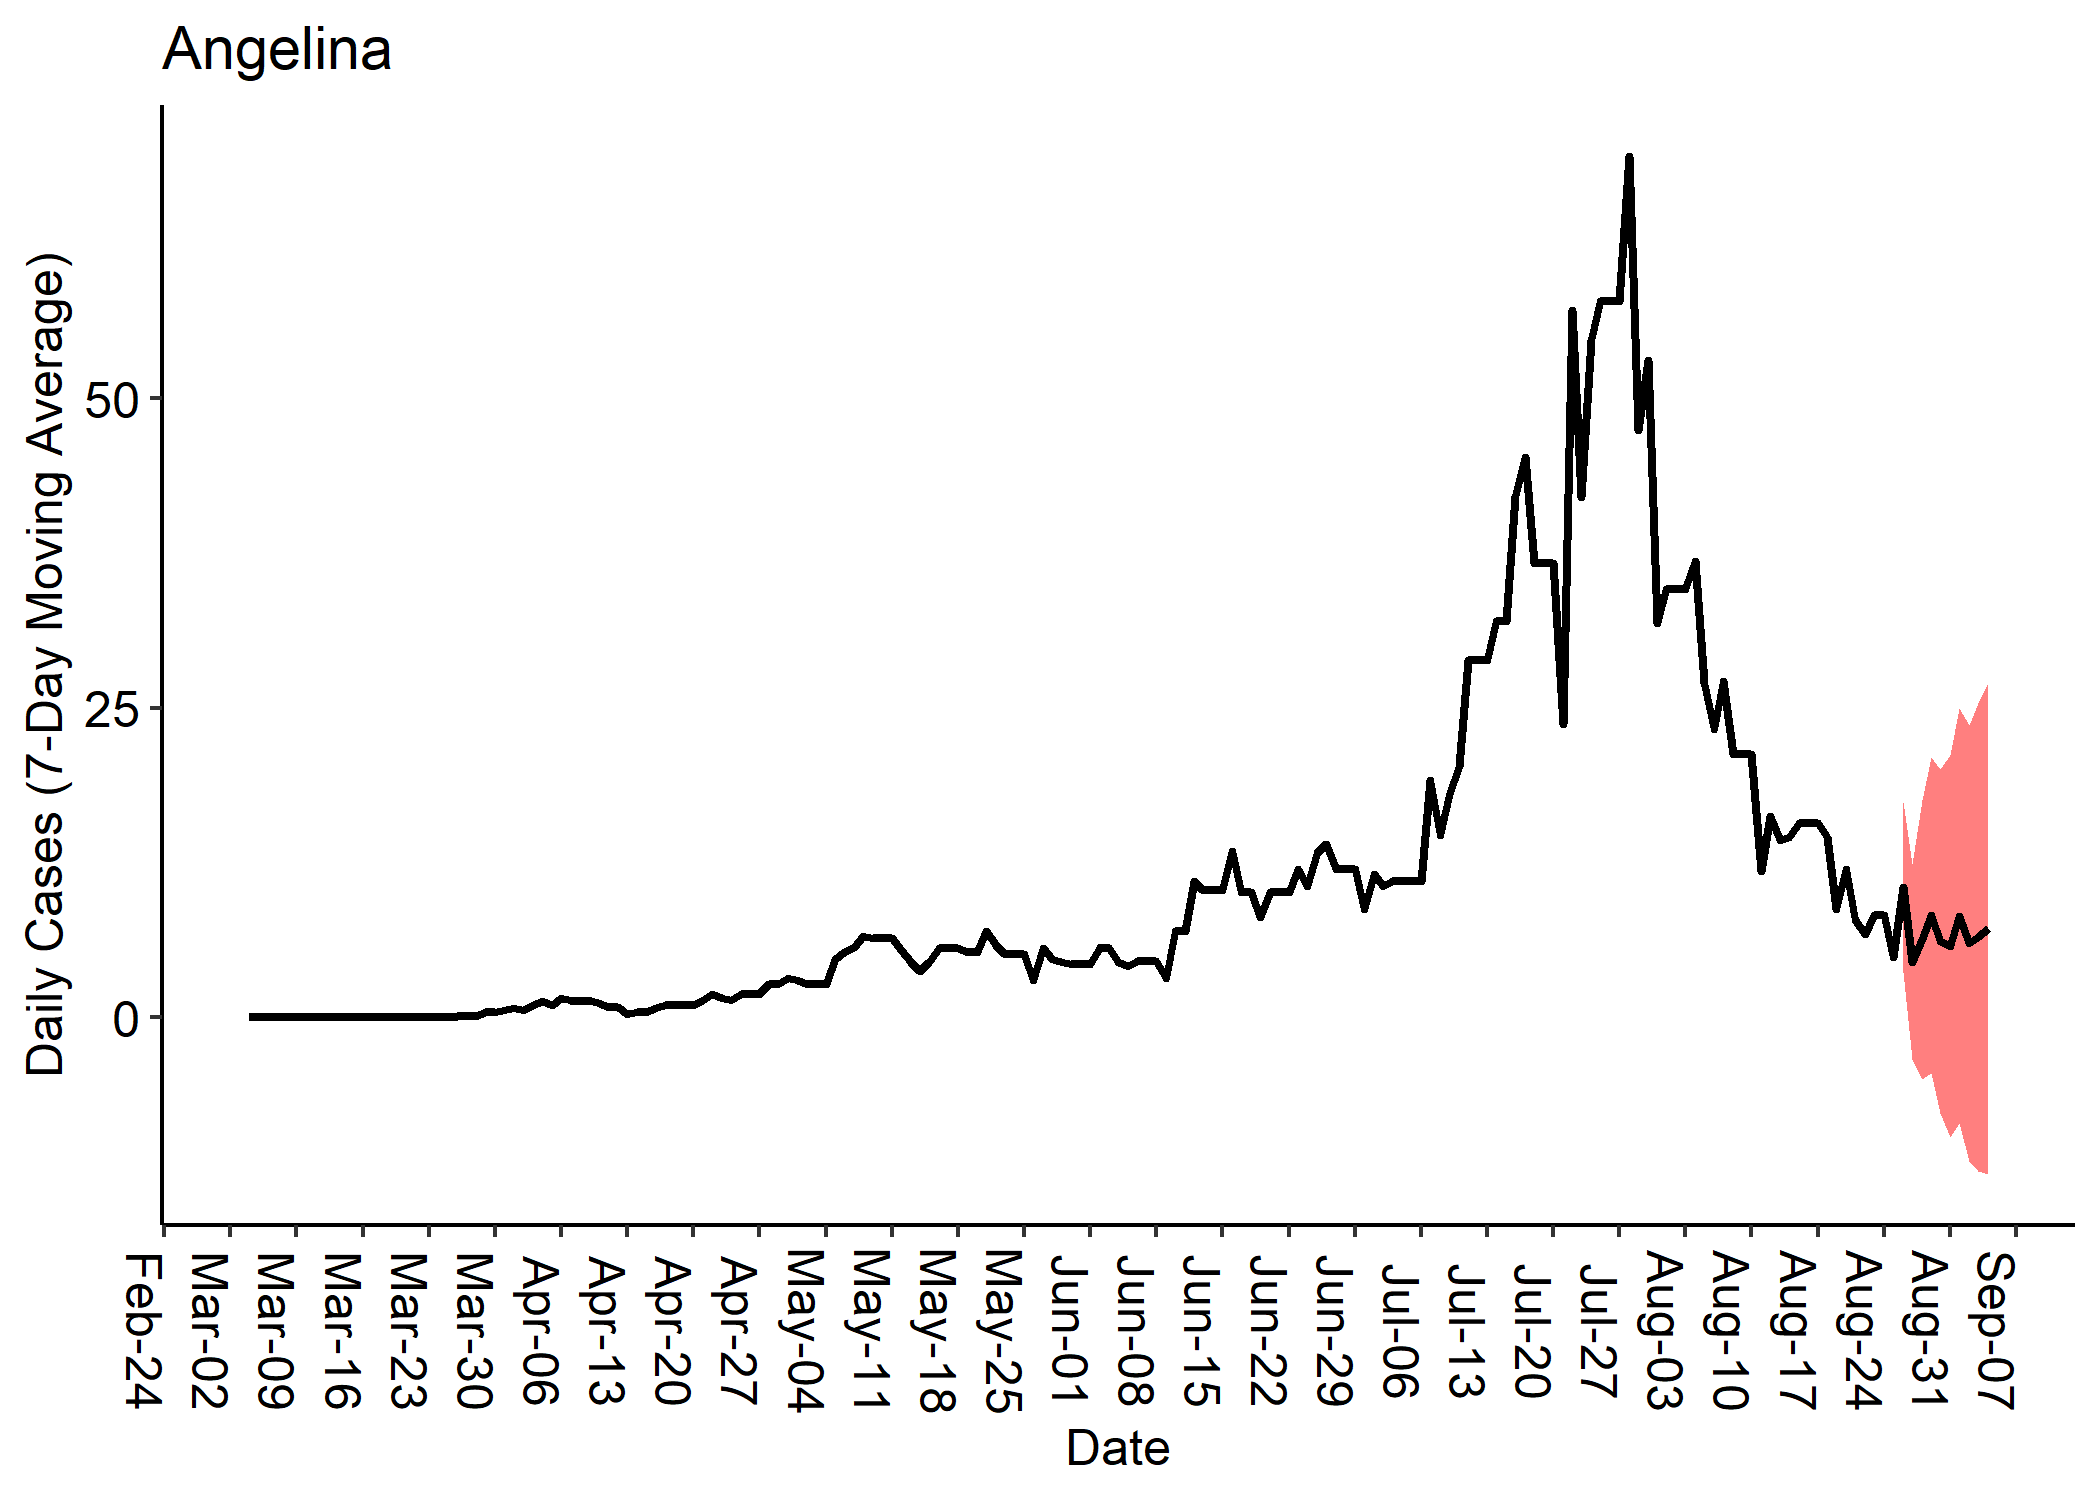 Angelina
Daily Cases (7-Day Moving Average)
50
25
0
Feb-24
Mar-02
Mar-09
Mar-16
Mar-23
Mar-30
Apr-06
Apr-13
Apr-20
Apr-27
May-04
May-11
May-18
May-25
Jun-01
Jun-08
Jun-15
Jun-22
Jun-29
Jul-06
Jul-13
Jul-20
Jul-27
Aug-03
Aug-10
Aug-17
Aug-24
Aug-31
Sep-07
Date